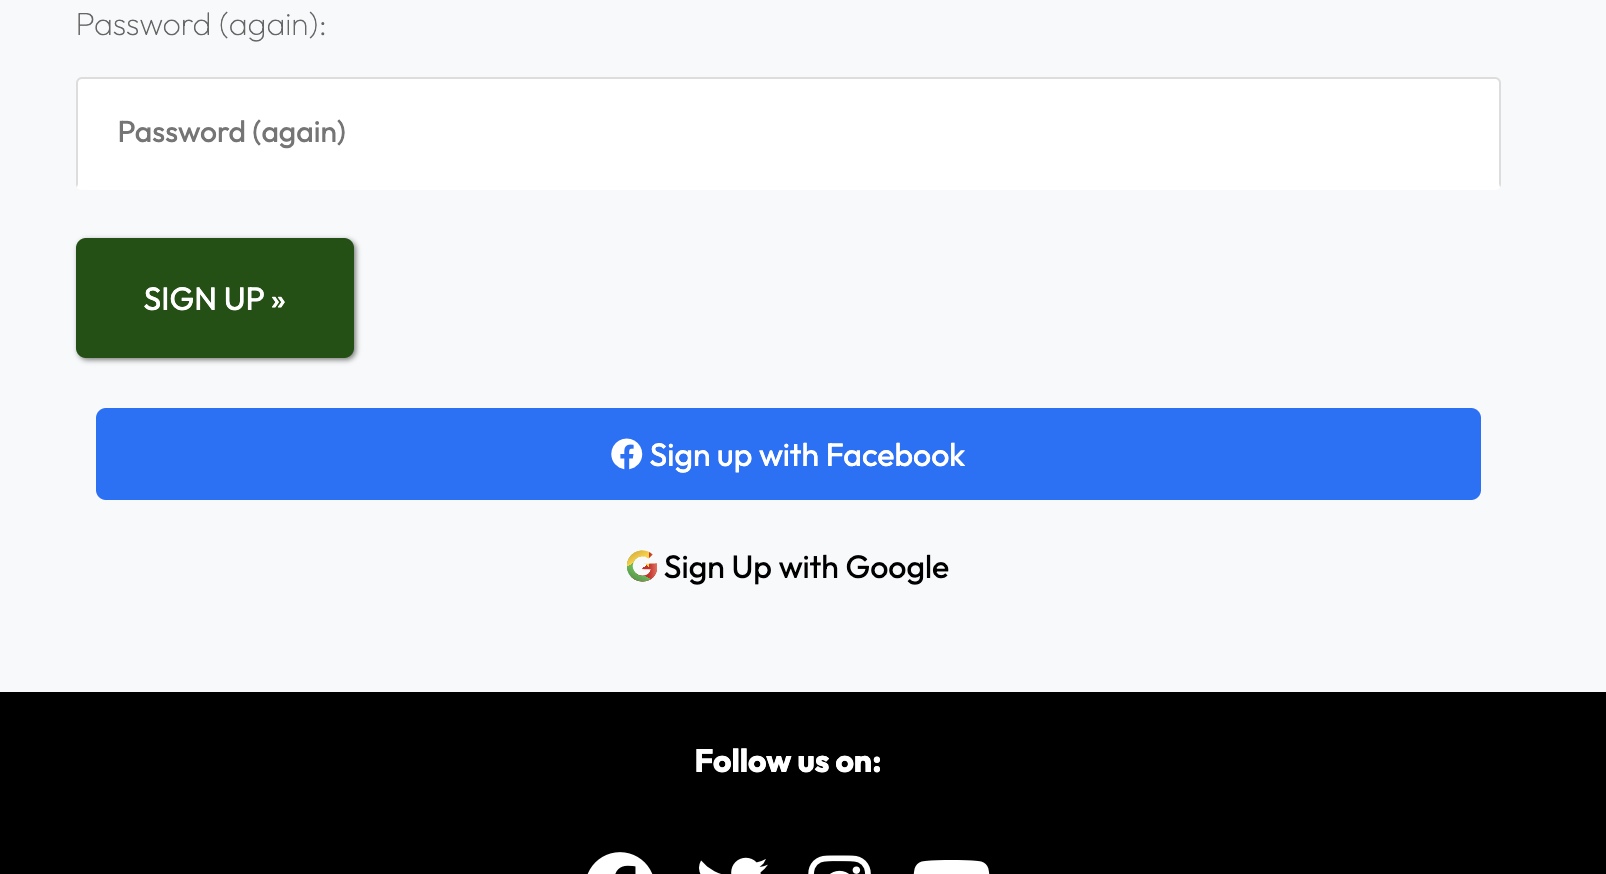 Password (again):
Password (again)
SIGN UP »
Sign up with Facebook
Sign Up with Google
Follow us on: